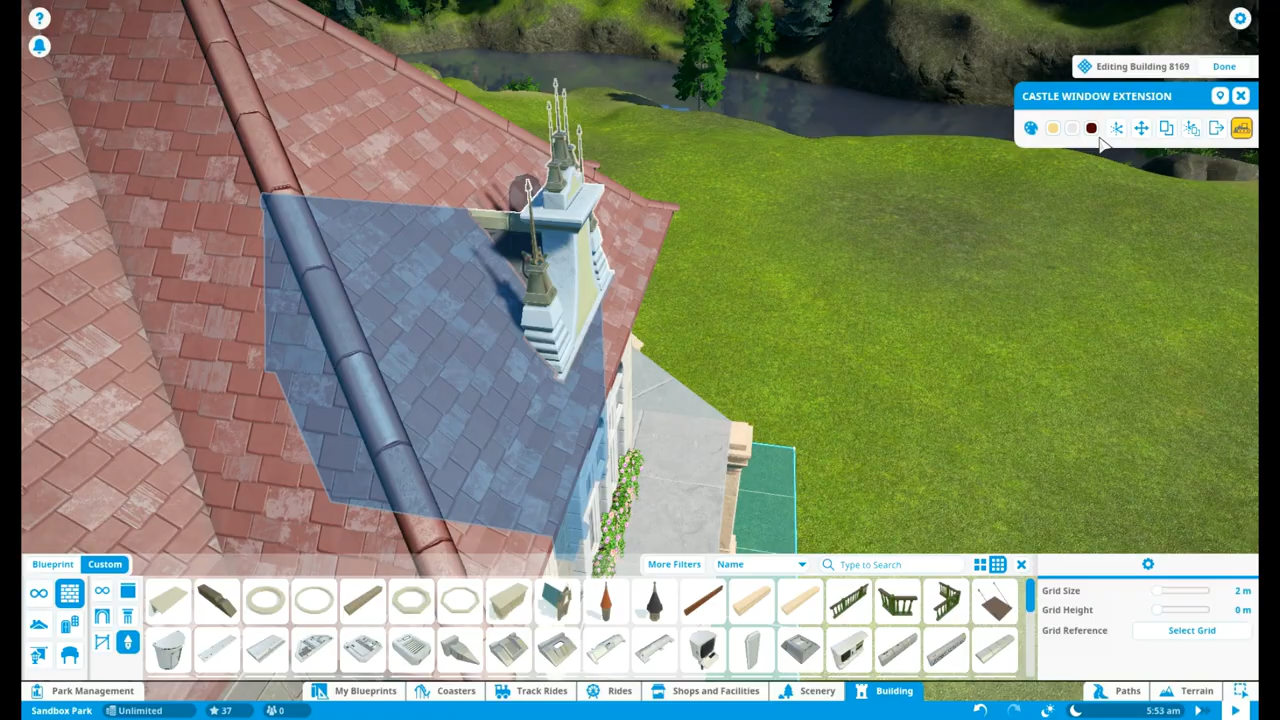 ?
Editing Building 8169 Done
CASTLE WINDOW EXTENSION
Blueprint Custom More Filters Name Type to Search
Grid Size 2 m
Grid Height 0 m
Grid Reference Select Grid
Park Management My Blueprints Coasters Track Rides Rides Shops and Facilities Scenery Building Paths Terrain
Sandbox Park Unlimited 37 0 5:53 am